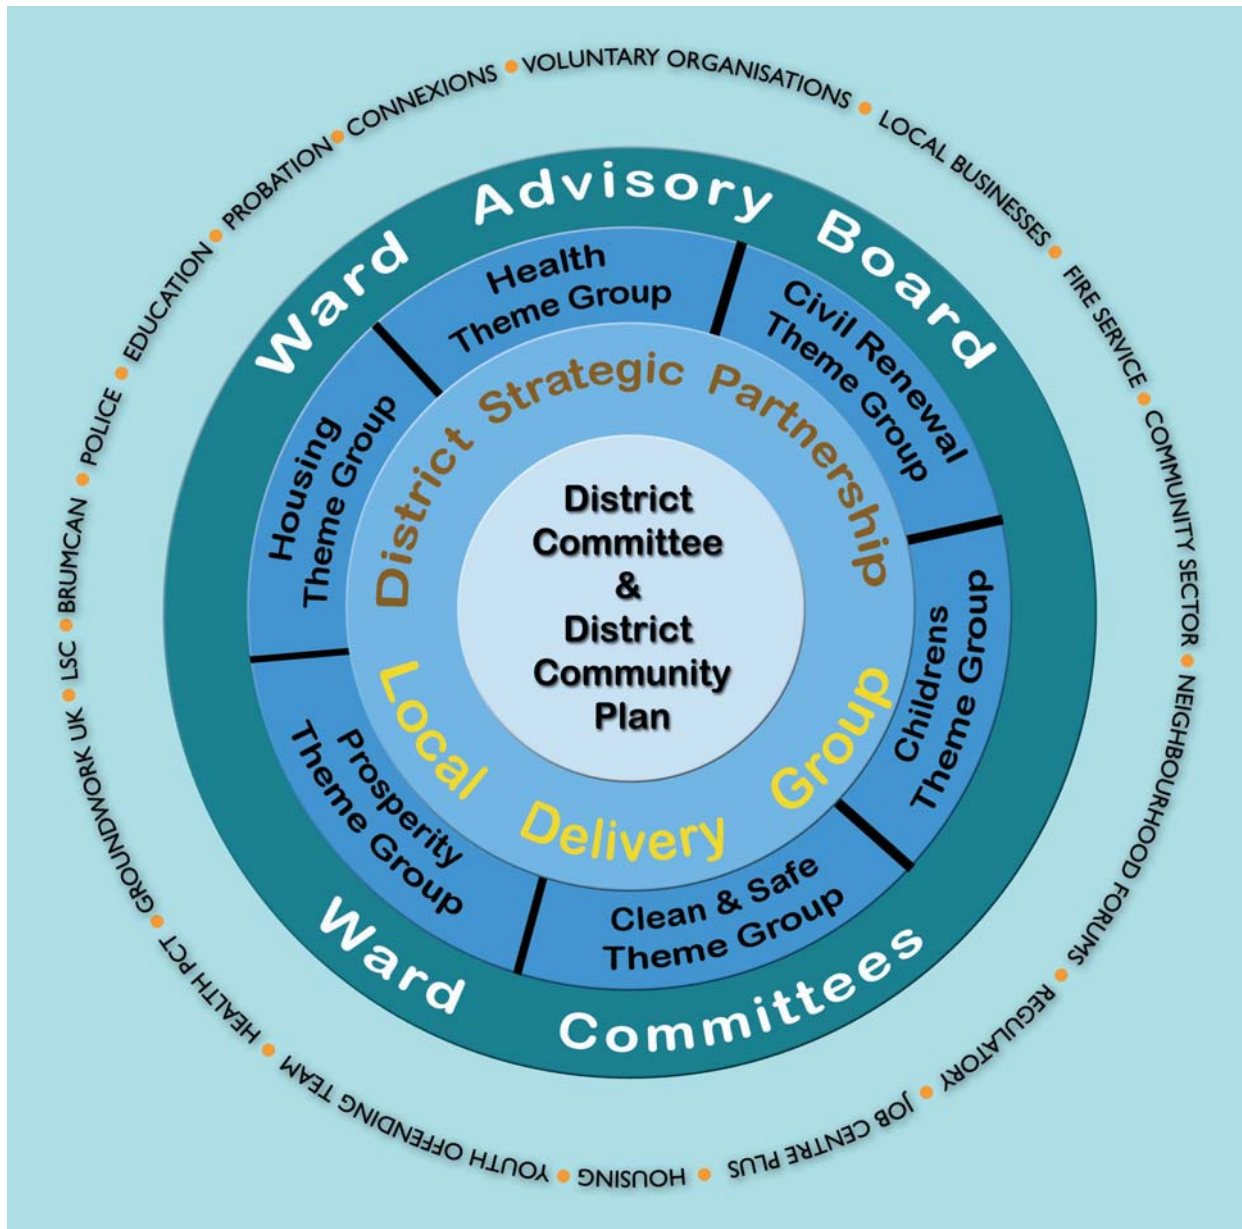 VOLUNTARY ORGANISATIONS
LOCAL BUSINESSES
FIRE SERVICE
COMMUNITY SECTOR
NEIGHBOURHOOD FORUMS
REGULATORY
JOB CENTRE PLUS
HOUSING
YOUTH OFFENDING TEAM
HEALTH PCT
GROUNDWORK UK
LSC
BRUMCAN
POLICE
EDUCATION
PROBATION
CONNEXIONS
Ward Advisory Board
Ward Committees
Health
Theme Group
Civil Renewal
Theme Group
Childrens
Theme Group
Clean & Safe
Theme Group
Prosperity
Theme Group
Housing
Theme Group
District Strategic Partnership
Local Delivery Group
District
Committee
&
District
Community
Plan